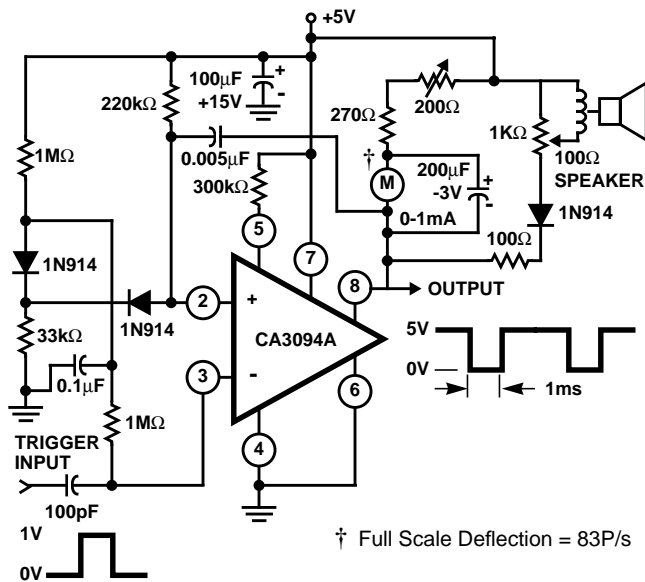 +5V
100µF
+15V
220kΩ
270Ω
200Ω
1MΩ
0.005µF
300kΩ
†
M
200µF
-3V
0-1mA
1KΩ
100Ω
SPEAKER
1N914
5
7
1N914
100Ω
8
OUTPUT
2
+
1N914
CA3094A
33kΩ
0.1µF
3
-
6
5V
0V
1ms
1MΩ
4
TRIGGER
INPUT
100pF
1V
0V
† Full Scale Deflection = 83P/s
+
-
+
-